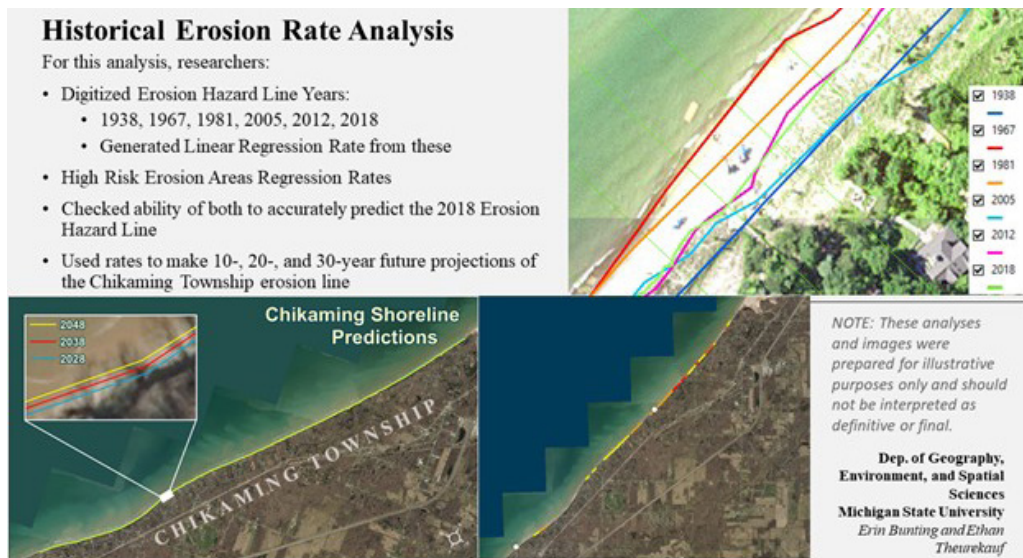 Historical Erosion Rate Analysis
For this analysis, researchers:
• Digitized Erosion Hazard Line Years:
• 1938, 1967, 1981, 2005, 2012, 2018
• Generated Linear Regression Rate from these
• High Risk Erosion Areas Regression Rates
• Checked ability of both to accurately predict the 2018 Erosion
Hazard Line
• Used rates to make 10-, 20-, and 30-year future projections of
the Chikaming Township erosion line
1938
1967
1981
2005
2012
2018
2048
2038
2028
Chikaming Shoreline
Predictions
CHIKAMING TOWNSHIP
NOTE: These analyses
and images were
prepared for illustrative
purposes only and should
not be interpreted as
definitive or final.
Dep. of Geography,
Environment, and Spatial
Sciences
Michigan State University
Erin Bunting and Ethan
Theurekauf